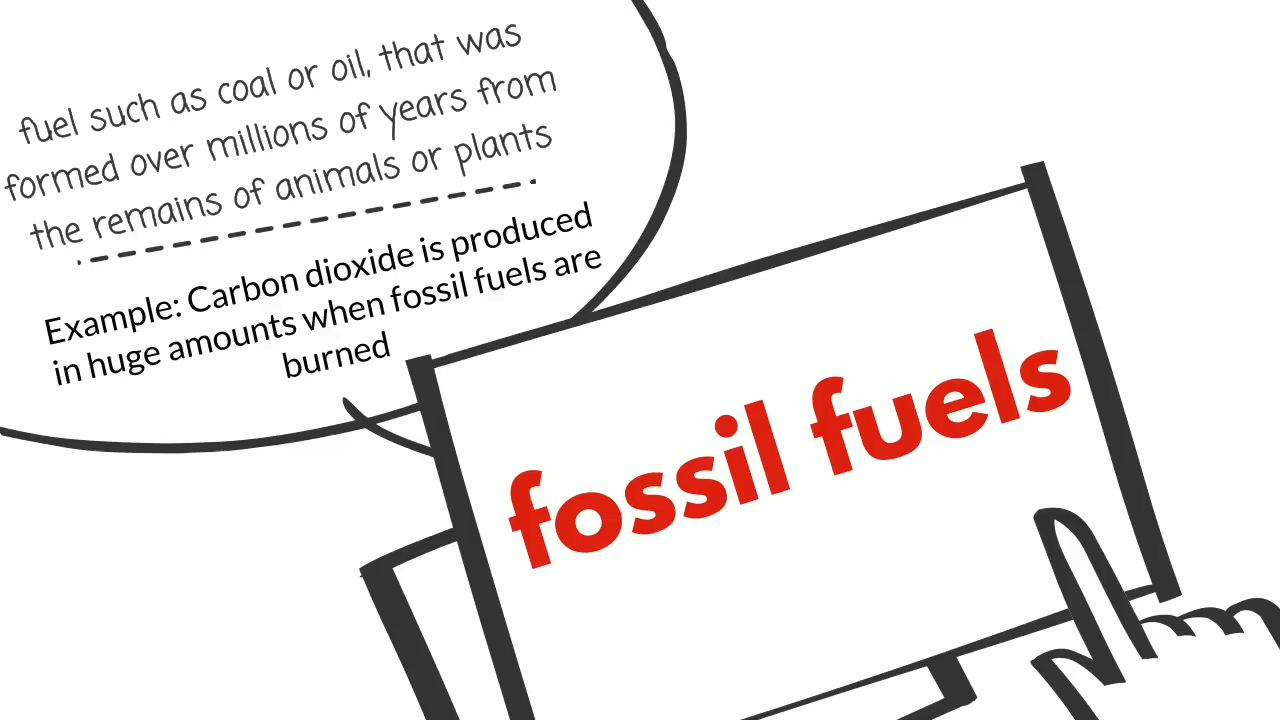 fuel such as coal or oil, that was
formed over millions of years from
the remains of animals or plants
Example: Carbon dioxide is produced
in huge amounts when fossil fuels are
burned
fossil fuels